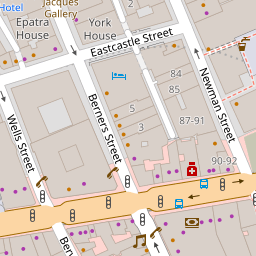 Jacques
Gallery
Hotel
Epatra
House
York
House
Eastcastle Street
84
85
5
3
87-91
90-92
Newman Street
Berners Street
Wells Street
Ber